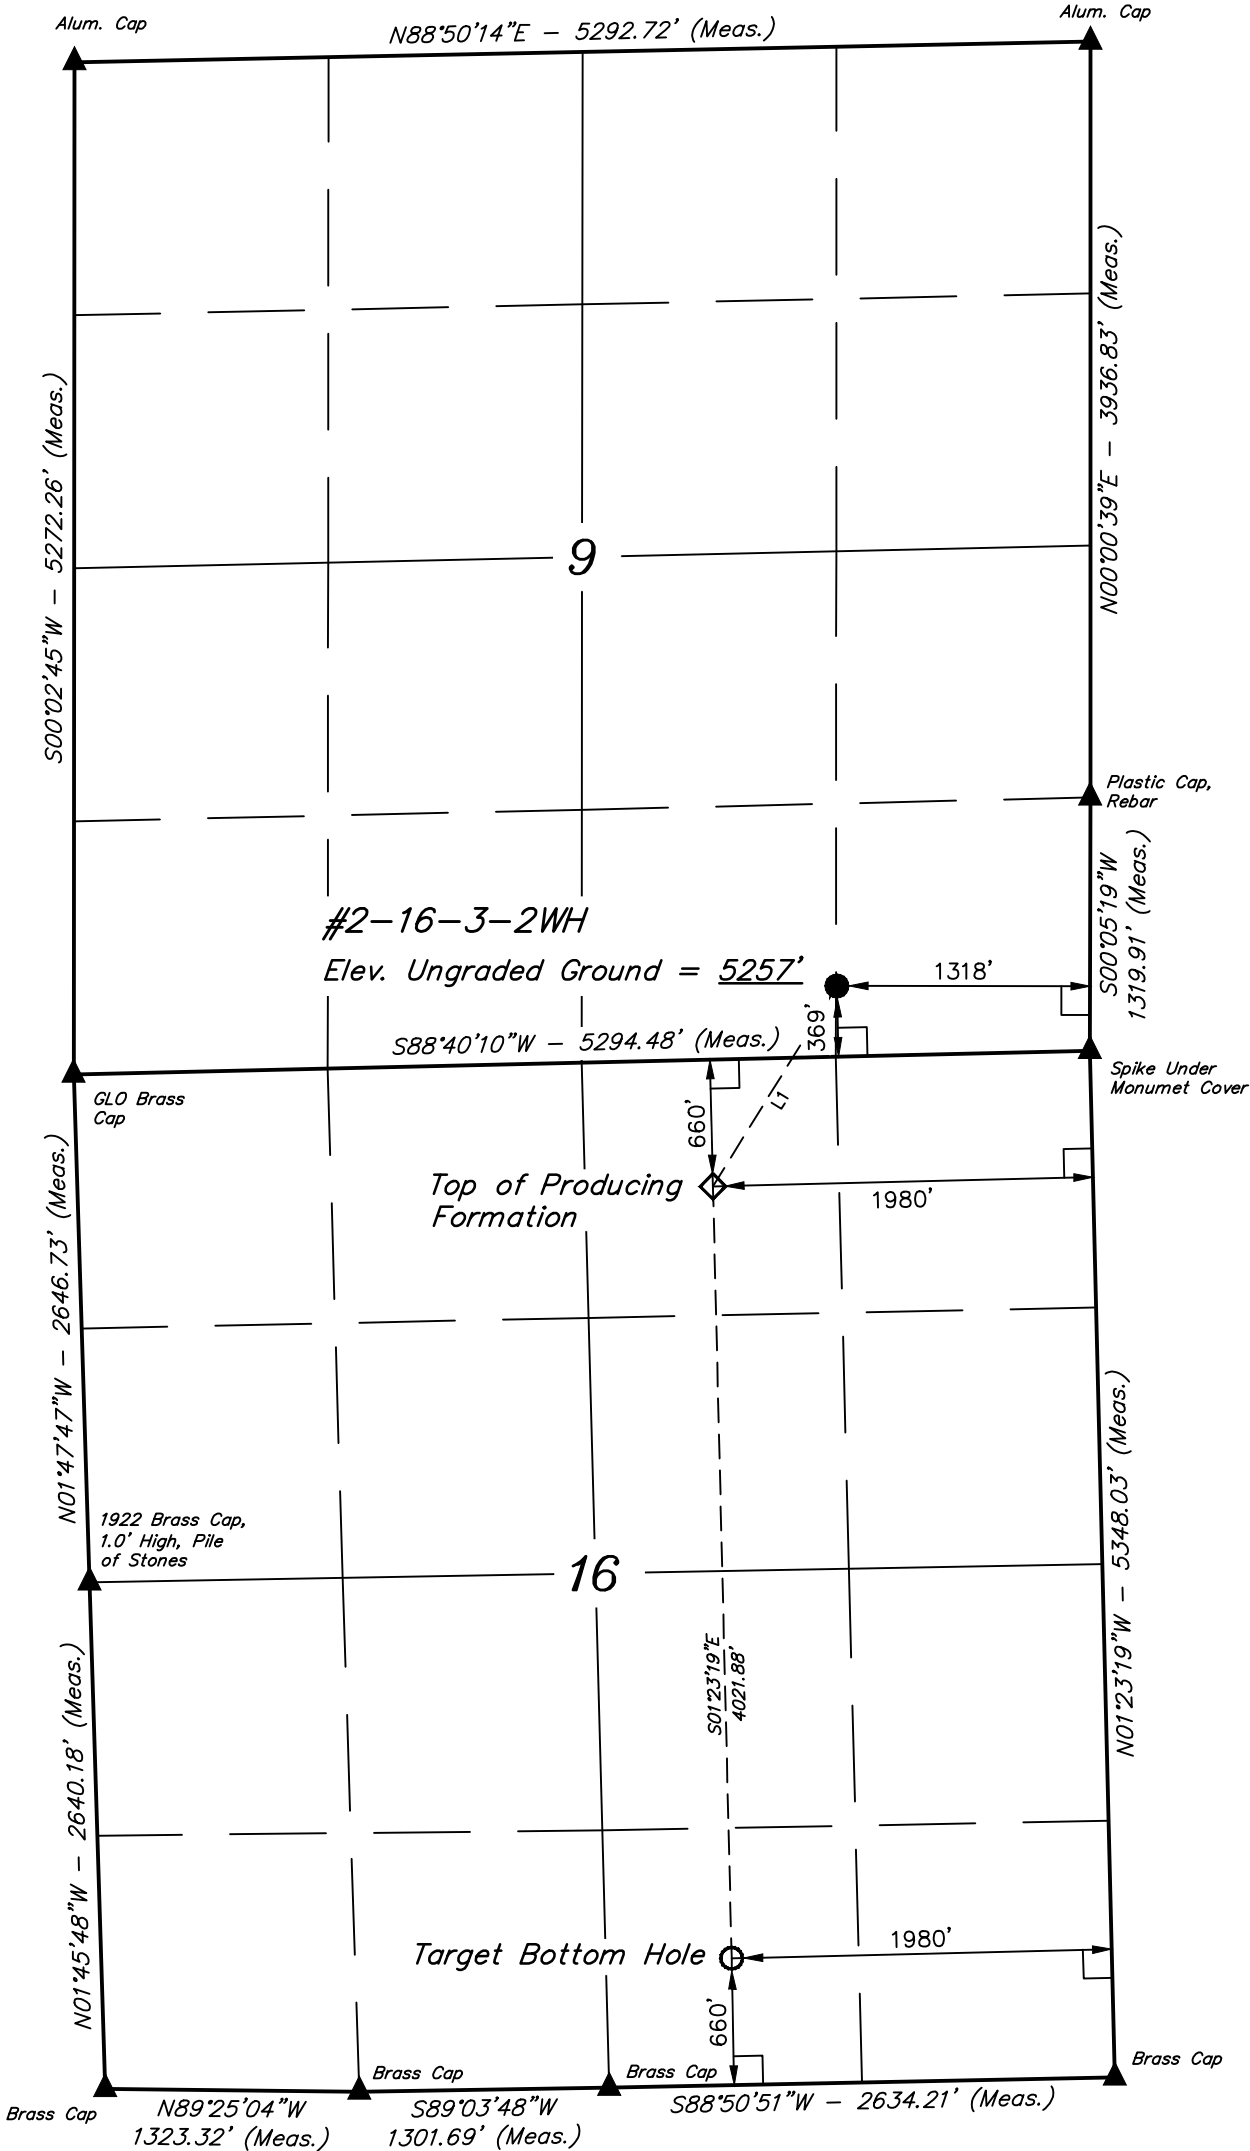 Alum. Cap
N88°50'14"E - 5292.72' (Meas.)
Alum. Cap
S00°02'45"W - 5272.26' (Meas.)
N00°00'39"E - 3936.83' (Meas.)
9
Plastic Cap,
Rebar
S00°05'19"W
1319.91' (Meas.)
#2-16-3-2WH
Elev. Ungraded Ground = 5257'
1318'
369'
S88°40'10"W - 5294.48' (Meas.)
Spike Under
Monumet Cover
GLO Brass
Cap
660'
L1
Top of Producing
Formation
1980'
N01°47'47"W - 2646.73' (Meas.)
N01°23'19"W - 5348.03' (Meas.)
1922 Brass Cap,
1.0' High, Pile
of Stones
16
S01°23'19"E
4021.88'
N01°45'48"W - 2640.18' (Meas.)
Target Bottom Hole
1980'
660'
Brass Cap
Brass Cap
Brass Cap
Brass Cap
N89°25'04"W
1323.32' (Meas.)
S89°03'48"W
1301.69' (Meas.)
S88°50'51"W - 2634.21' (Meas.)